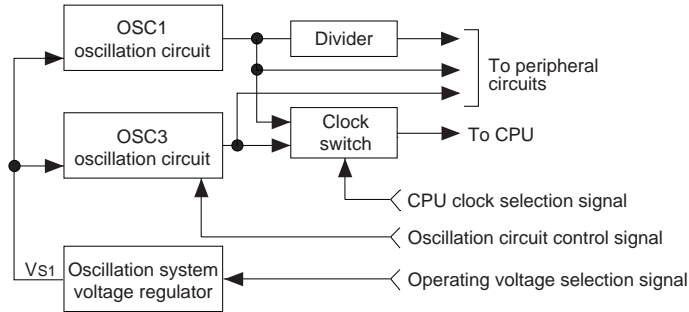 OSC1
oscillation circuit
Divider
To peripheral
circuits
OSC3
oscillation circuit
Clock
switch
To CPU
CPU clock selection signal
Oscillation circuit control signal
VS1
Oscillation system
voltage regulator
Operating voltage selection signal